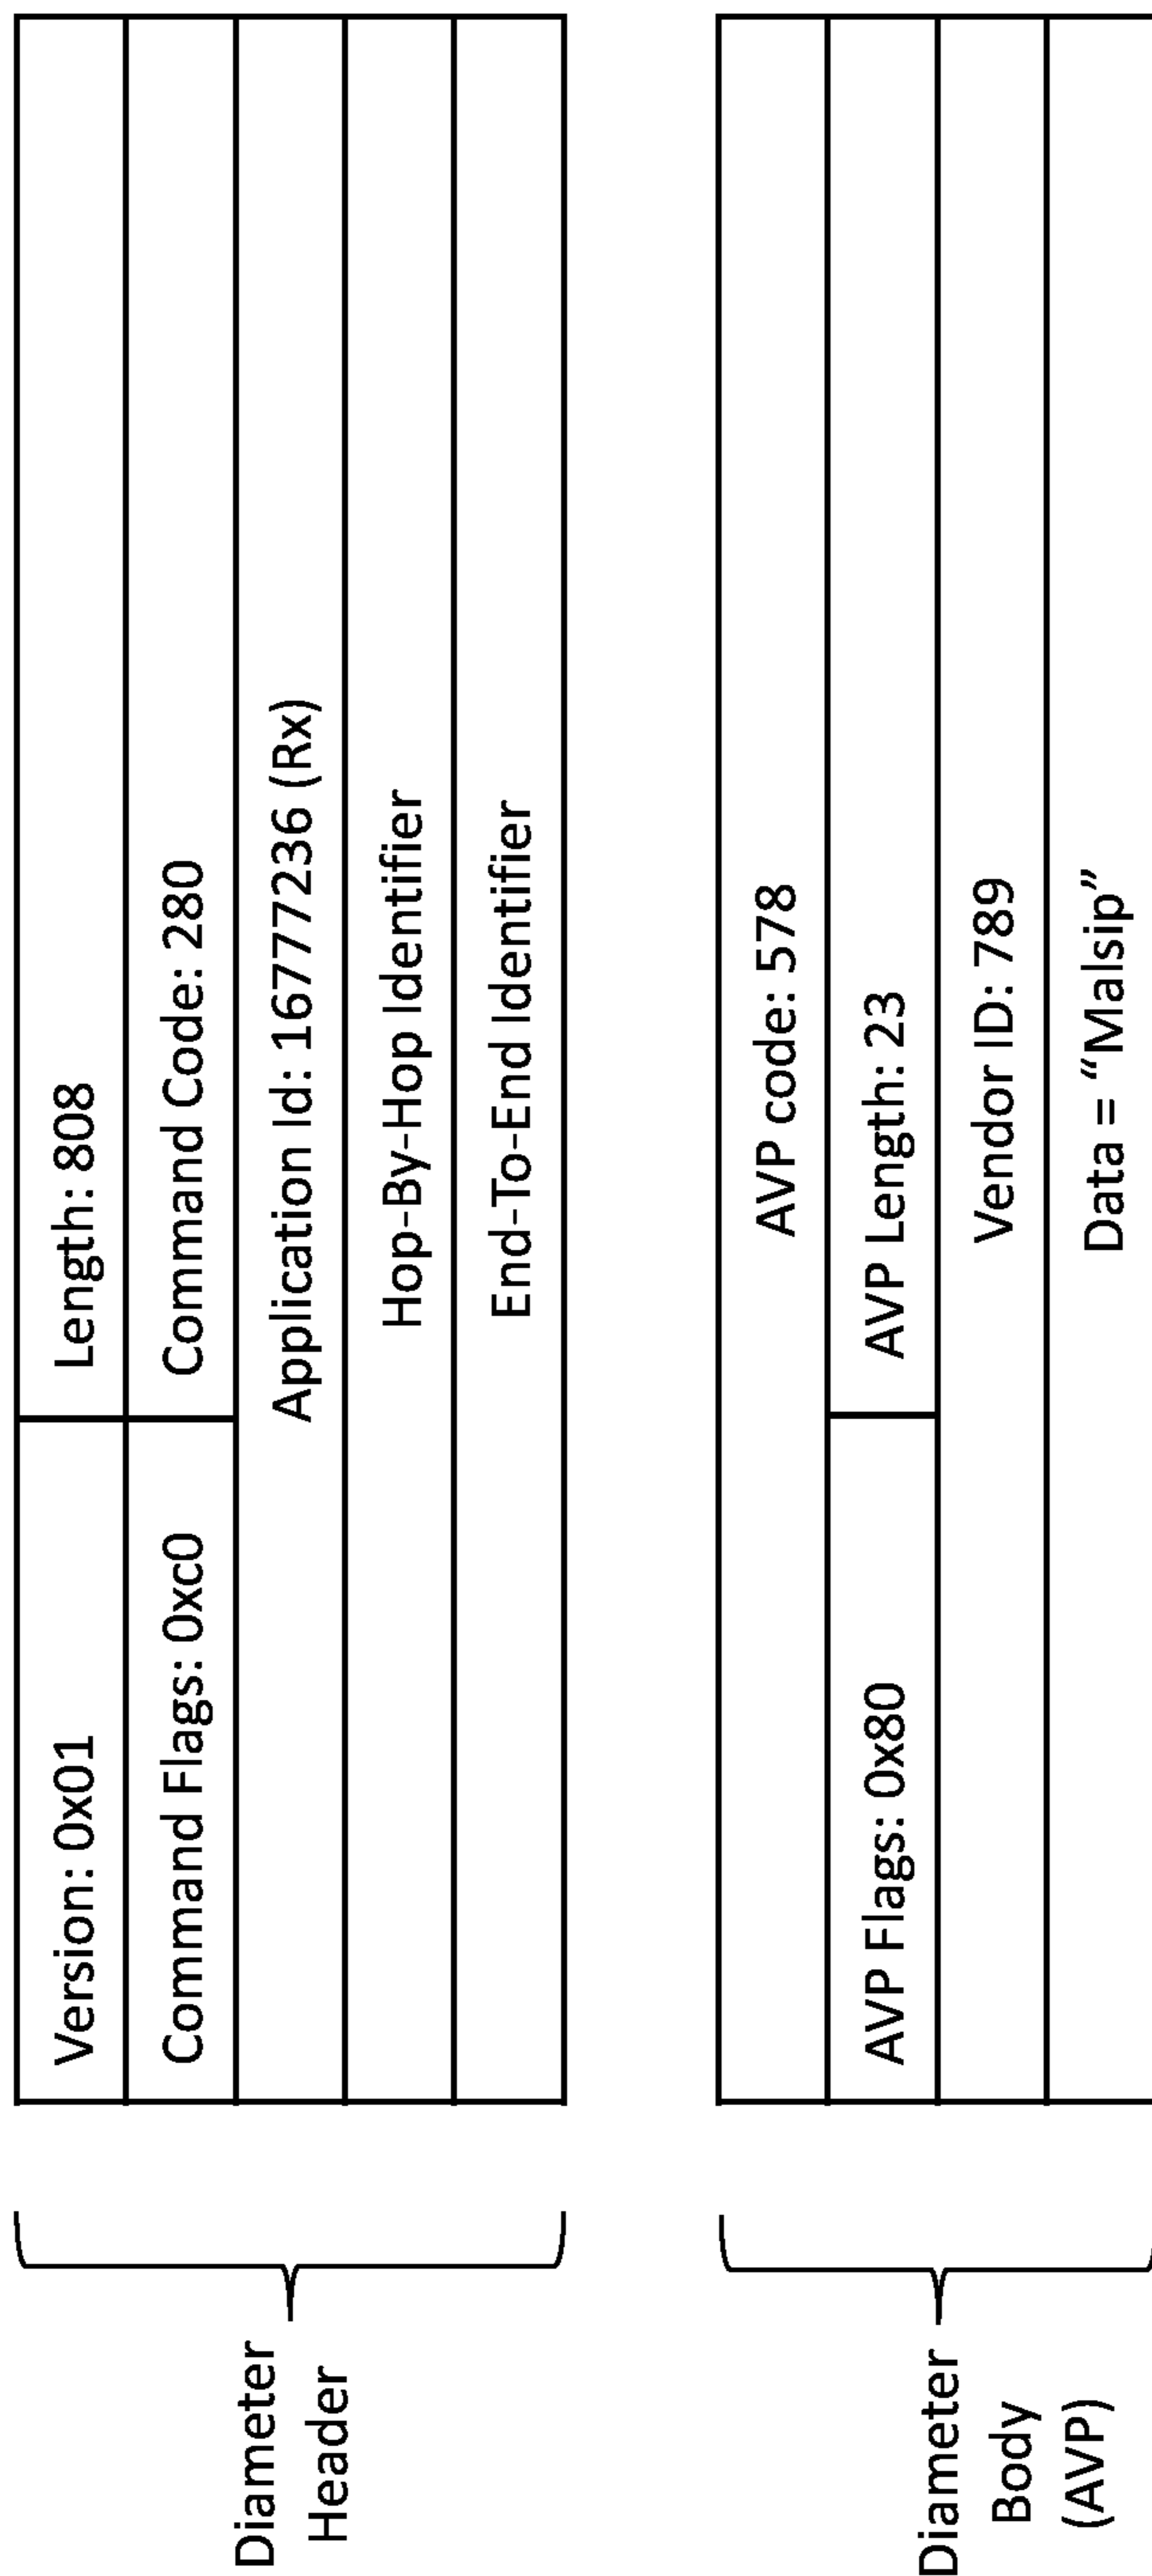 Diameter
Header
Version: 0x01
Length: 808
Command Flags: 0xc0
Command Code: 280
Application Id: 16777236 (Rx)
Hop-By-Hop Identifier
End-To-End Identifier
Diameter
Body
(AVP)
AVP code: 578
AVP Flags: 0x80
AVP Length: 23
Vendor ID: 789
Data = “Malsip”